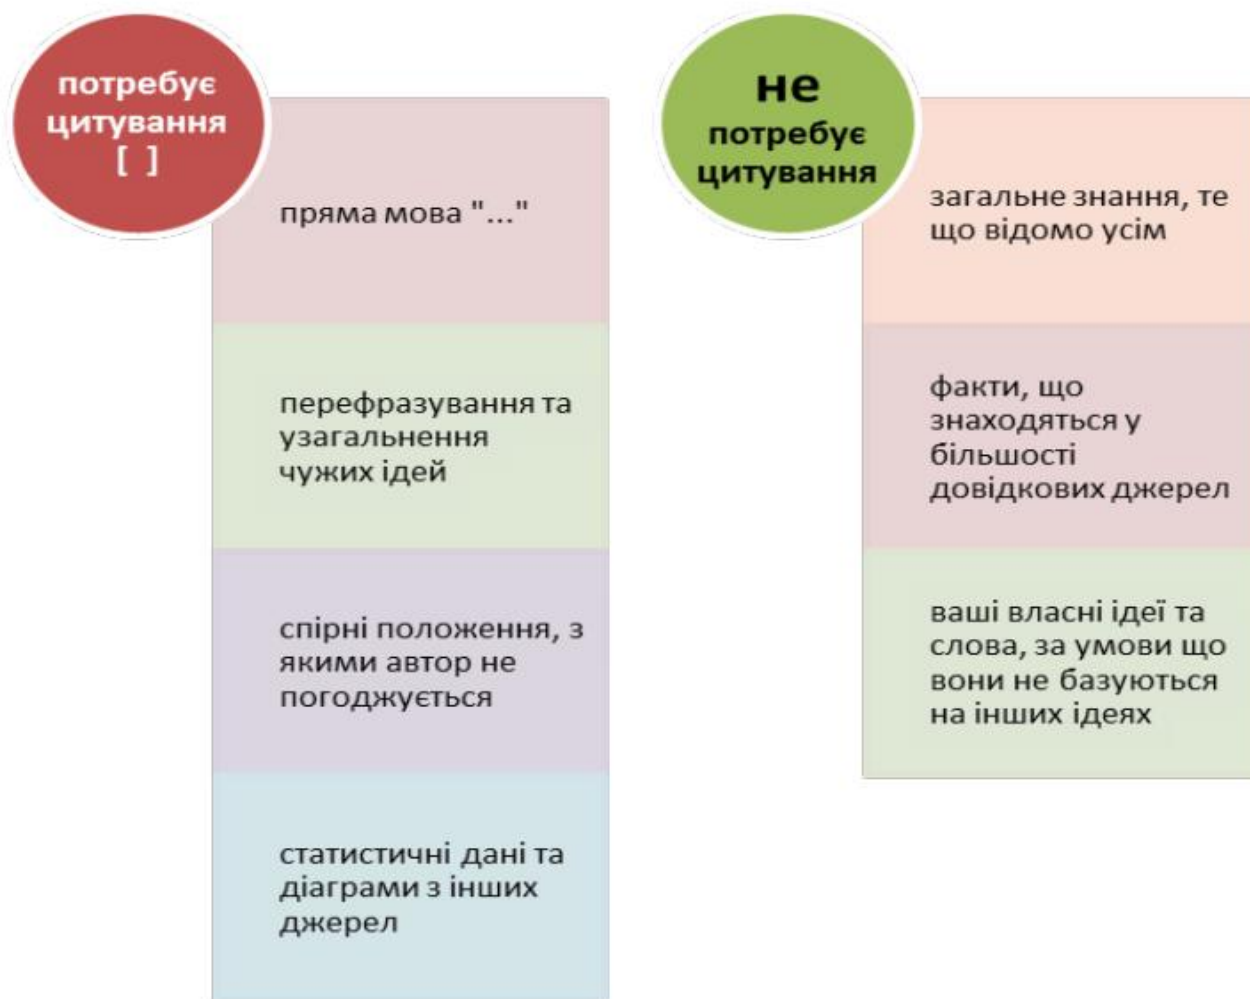 потребує
цитування
[ ]
пряма мова "..."
перефразування та
узагальнення
чужих ідей
спірні положення, з
якими автор не
погоджується
статистичні дані та
діаграми з інших
джерел
не
потребує
цитування
загальне знання, те
що відомо усім
факти, що
знаходяться у
більшості
довідкових джерел
ваші власні ідеї та
слова, за умови що
вони не базуються
на інших ідеях